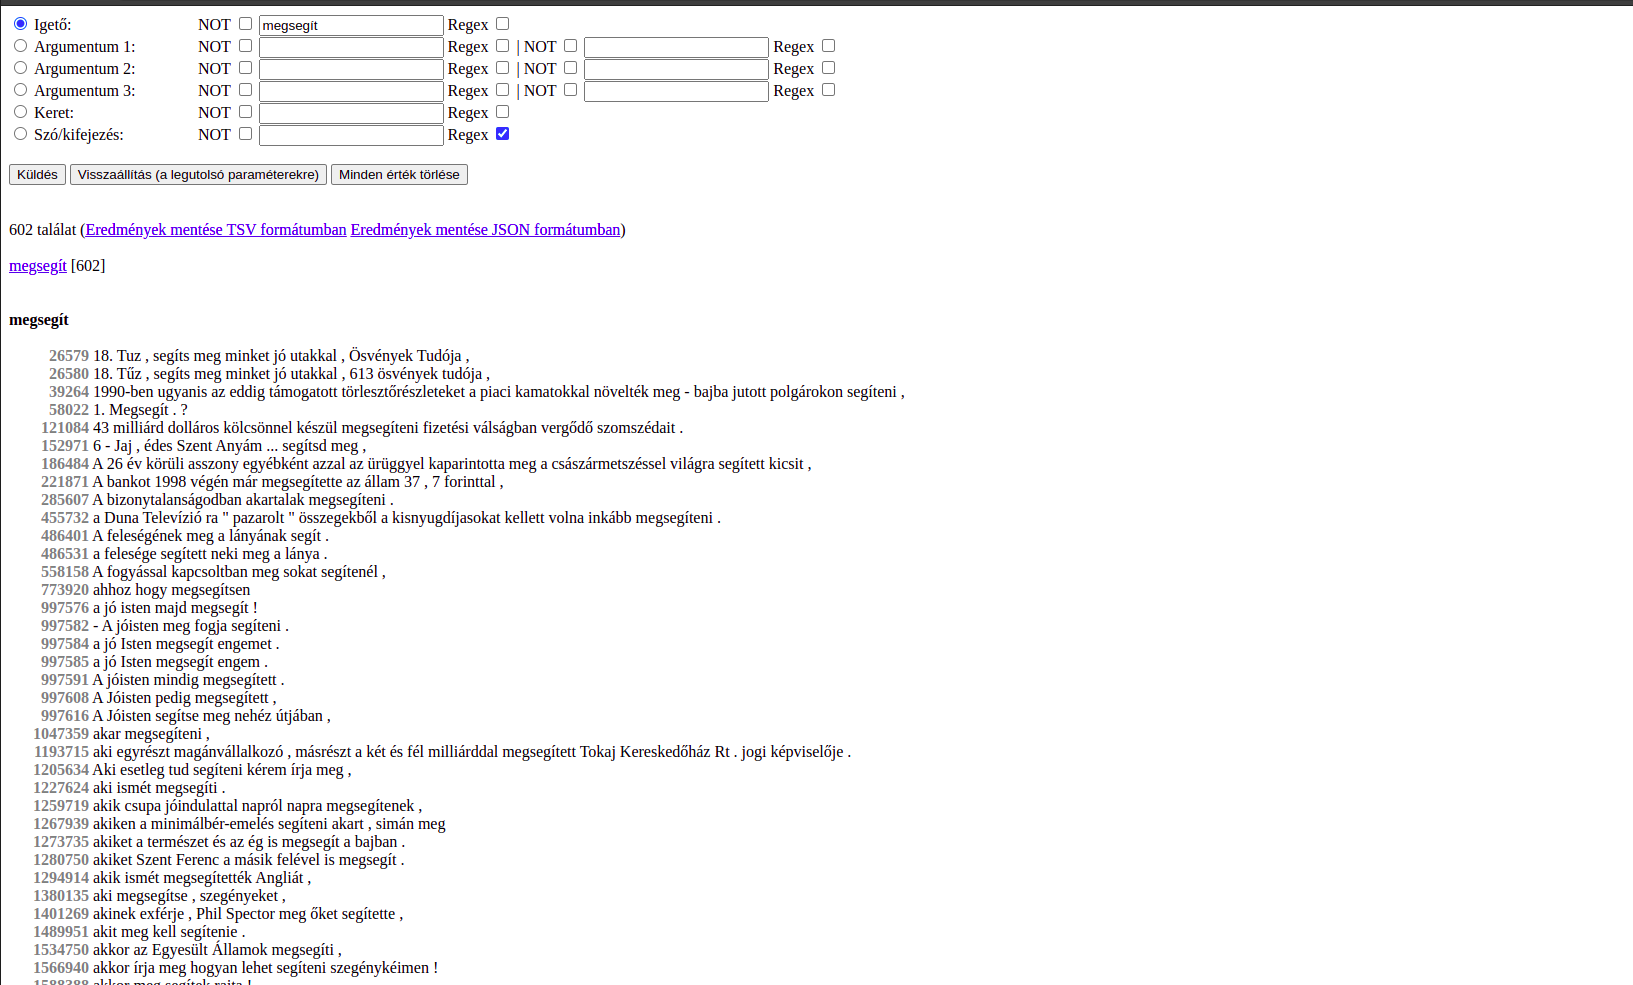 Igető: NOT megsegít Regex
Argumentum 1: NOT Regex | NOT Regex
Argumentum 2: NOT Regex | NOT Regex
Argumentum 3: NOT Regex | NOT Regex
Keret: NOT Regex
Szó/kifejezés: NOT Regex
Küldés Visszaállítás (a legutolsó paraméterekre) Minden érték törlése
602 találat (Eredmények mentése TSV formátumban Eredmények mentése JSON formátumban)
megsegít [602]
megsegít
26579 18. Tuz , segíts meg minket jó utakkal , Ösvények Tudója ,
26580 18. Tűz , segíts meg minket jó utakkal , 613 ösvények tudója ,
39264 1990-ben ugyanis az eddig támogatott törlesztőrészleteket a piaci kamatokkal növelték meg - bajba jutott polgárokon segíteni ,
58022 1. Megsegít . ?
121084 43 milliárd dolláros kölcsönnel készül megsegíteni fizetési válságban vergődő szomszédait .
152971 6 - Jaj , édes Szent Anyám ... segítsd meg ,
186484 A 26 év körüli asszony egyébként azzal az ürüggyel kaparintotta meg a császármetszéssel világra segített kicsit ,
221871 A bankot 1998 végén már megsegítette az állam 37 , 7 forinttal ,
285607 A bizonytalanságodban akartalak megsegíteni .
455732 a Duna Televízió ra " pazarolt " összegekből a kisnyugdíjasokat kellett volna inkább megsegíteni .
486401 A feleségének meg a lányának segít .
486531 a felesége segített neki meg a lánya .
558158 A fogyással kapcsoltban meg sokat segítenél ,
773920 ahhoz hogy megsegítsen
997576 a jó isten majd megsegít !
997582 - A jóisten meg fogja segíteni .
997584 a jó Isten megsegít engemet .
997585 a jó Isten megsegít engem .
997591 A jóisten mindig megsegített .
997608 A Jóisten pedig megsegített ,
997616 A Jóisten segítse meg nehéz útjában ,
1047359 akar megsegíteni ,
1193715 aki egyrészt magánvállalkozó , másrészt a két és fél milliárddal megsegített Tokaj Kereskedőház Rt . jogi képviselője .
1205634 Aki esetleg tud segíteni kérem írja meg ,
1227624 aki ismét megsegíti .
1259719 akik csupa jóindulattal napról napra megsegítenek ,
1267939 akiken a minimálbér-emelés segíteni akart , simán meg
1273735 akiket a természet és az ég is megsegít a bajban .
1280750 akiket Szent Ferenc a másik felével is megsegít .
1294914 akik ismét megsegítették Angliát ,
1380135 aki megsegítse , szegényeket ,
1401269 akinek exférje , Phil Spector meg őket segítette ,
1489951 akit meg kell segítenie .
1534750 akkor az Egyesült Államok megsegíti ,
1566940 akkor írja meg hogyan lehet segíteni szegénykéimen !
1588388 akkor meg segítek rajta !